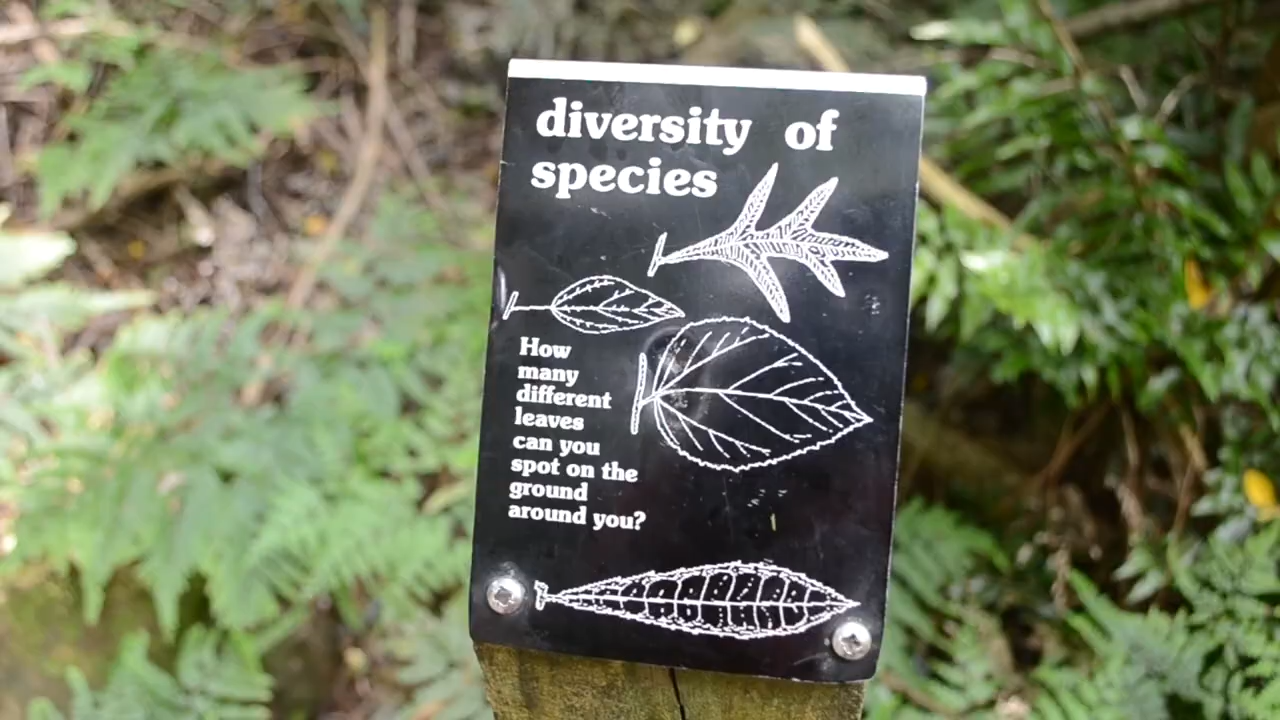 diversity of
species
How
many
different
leaves
can you
spot on the
ground
around you?